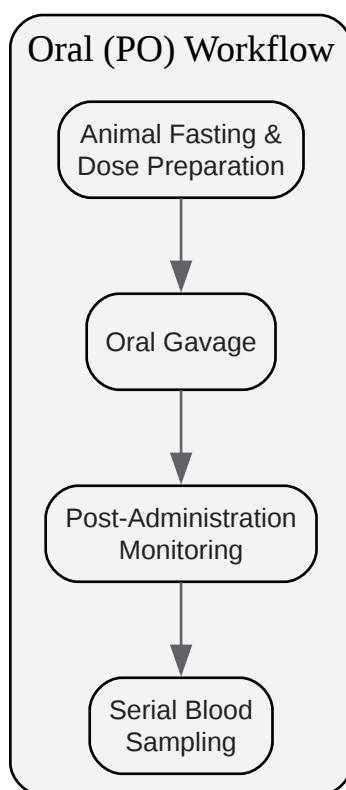 Oral (PO) Workflow
Animal Fasting &
Dose Preparation
Oral Gavage
Post-Administration
Monitoring
Serial Blood
Sampling